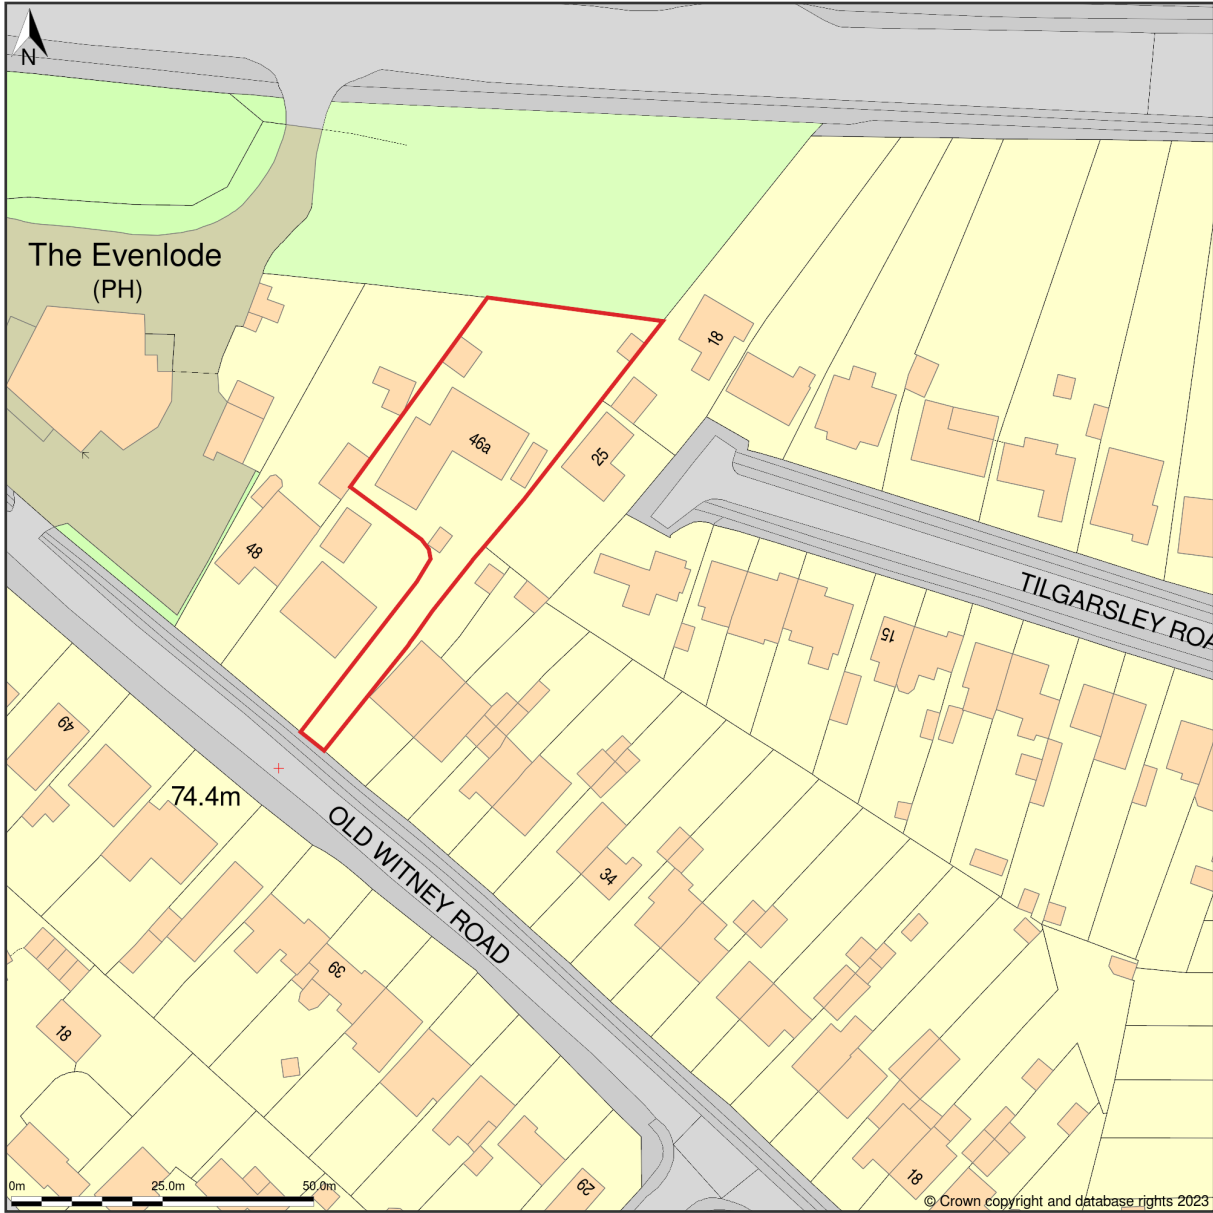 N
The Evenlode
(PH)
18
46a
25
48
TILGARSLEY ROA
15
49
74.4m
OLD WITNEY ROAD
34
39
18
18
29
0m
25.0m
50.0m
© Crown copyright and database rights 2023